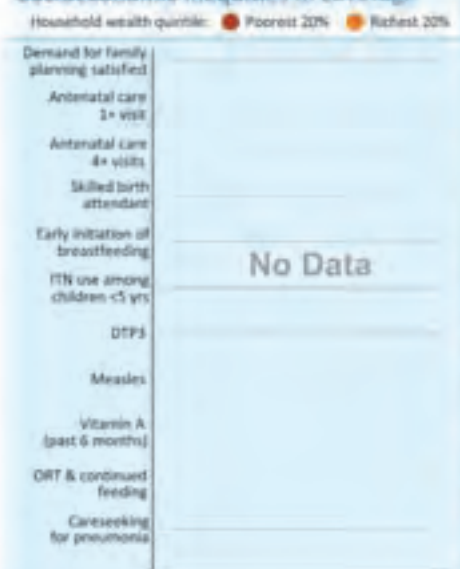 Household wealth quintile: Poorest 20% Richest 20%
Demand for family
planning satisfied
Antenatal care
1+ visit
Antenatal care
4+ visits
Skilled birth
attendant
Early initiation of
breastfeeding
No Data
ITN use among
children <5 yrs
DTP3
Measles
Vitamin A
(past 6 months)
ORT & continued
feeding
Careseeking
for pneumonia